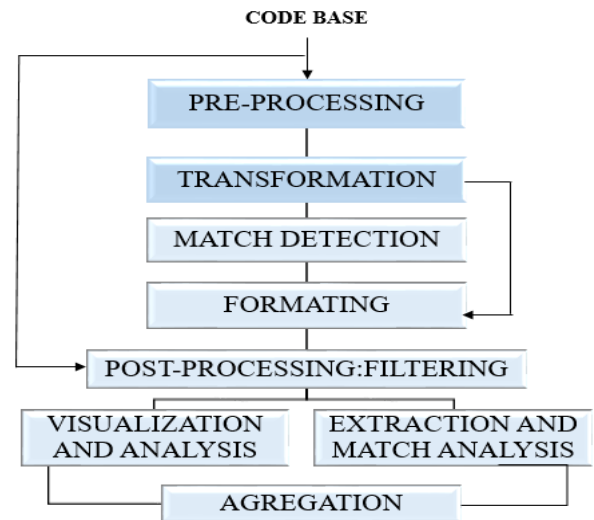 CODE BASE
PRE-PROCESSING
TRANSFORMATION
MATCH DETECTION
FORMATING
POST-PROCESSING:FILTERING
VISUALIZATION
AND ANALYSIS
EXTRACTION AND
MATCH ANALYSIS
AGREGATION